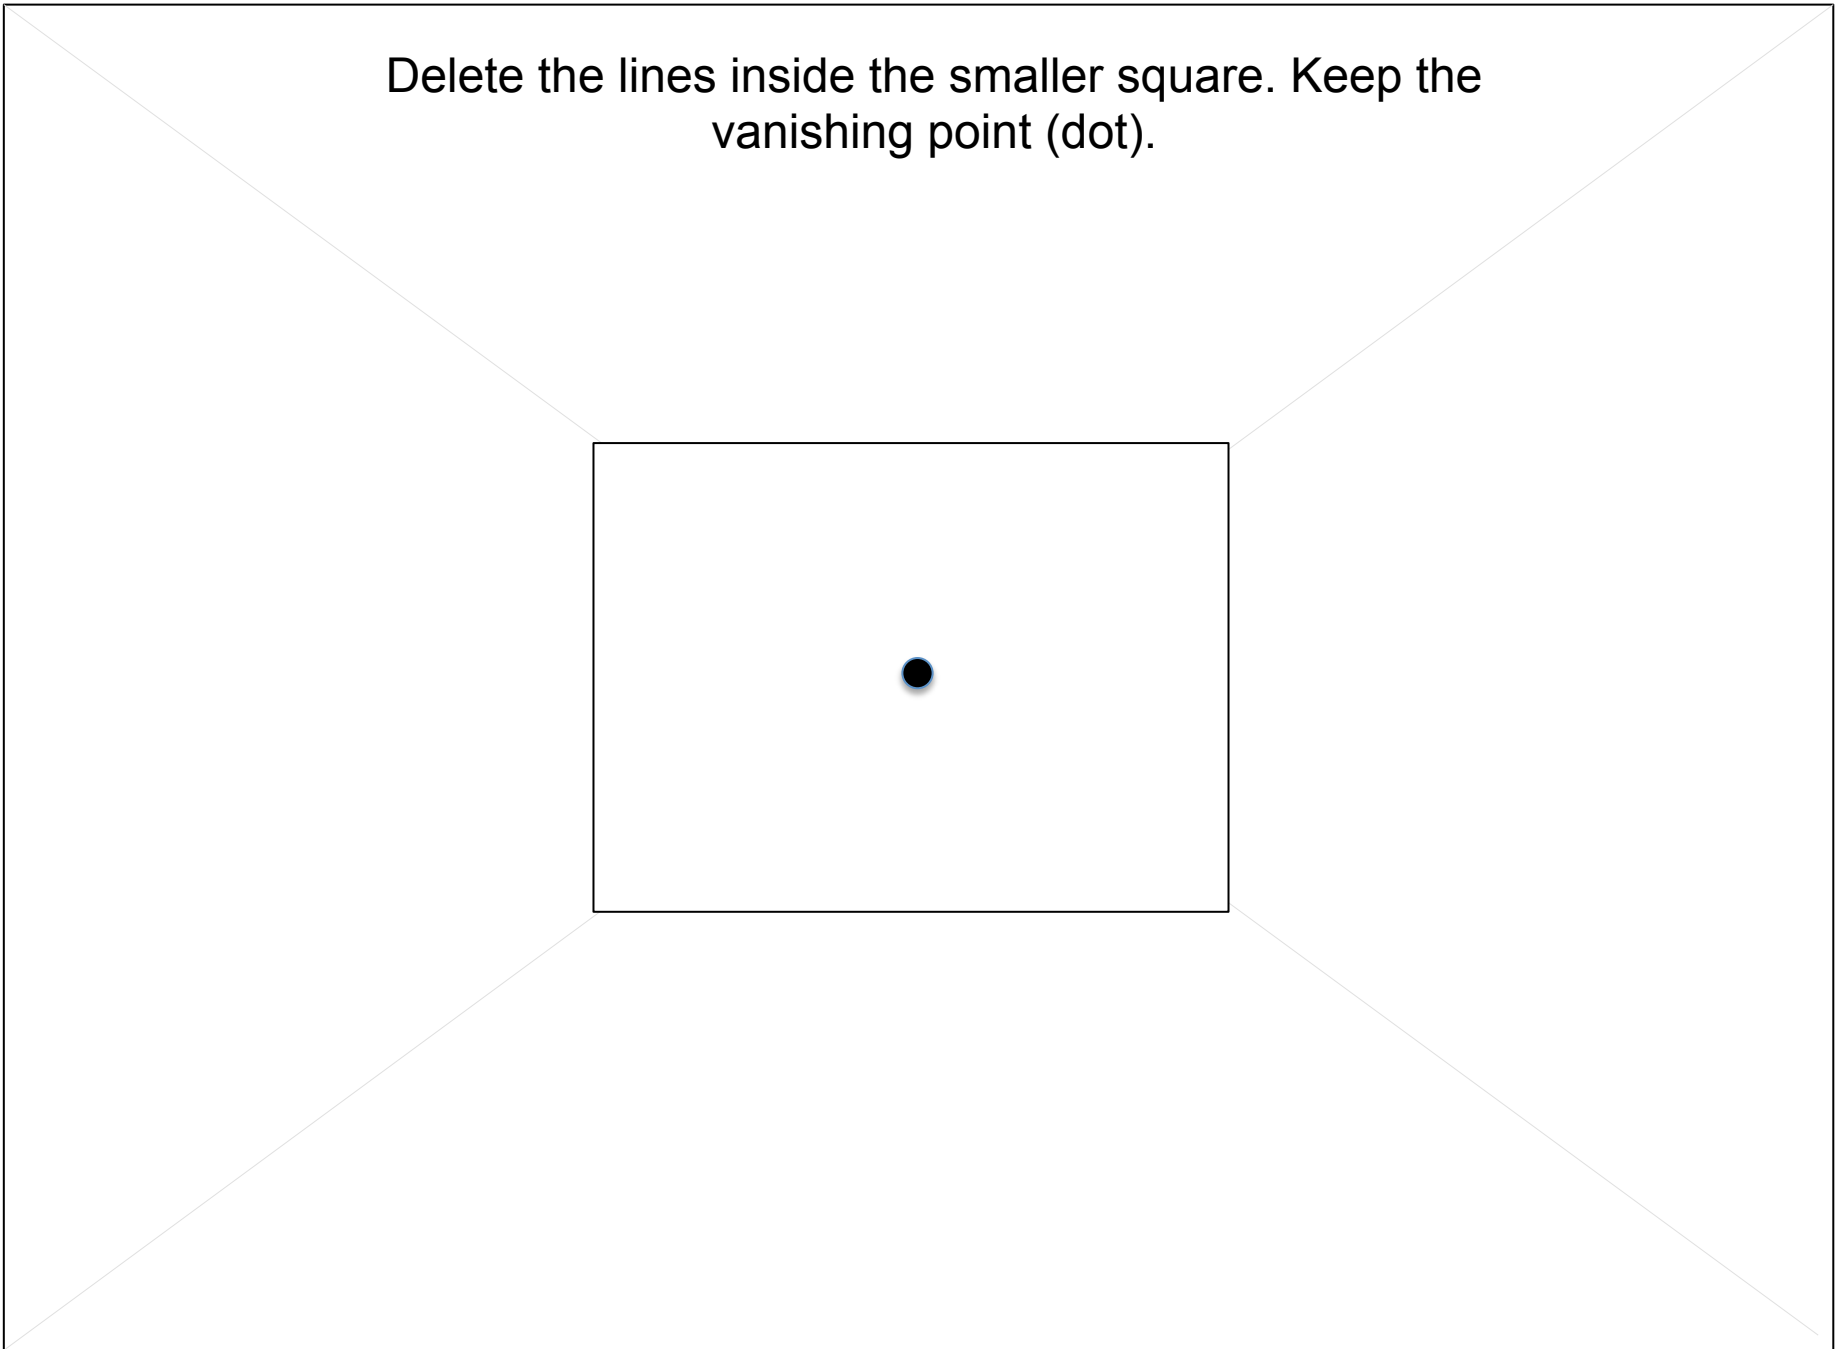 Delete the lines inside the smaller square. Keep the
vanishing point (dot).